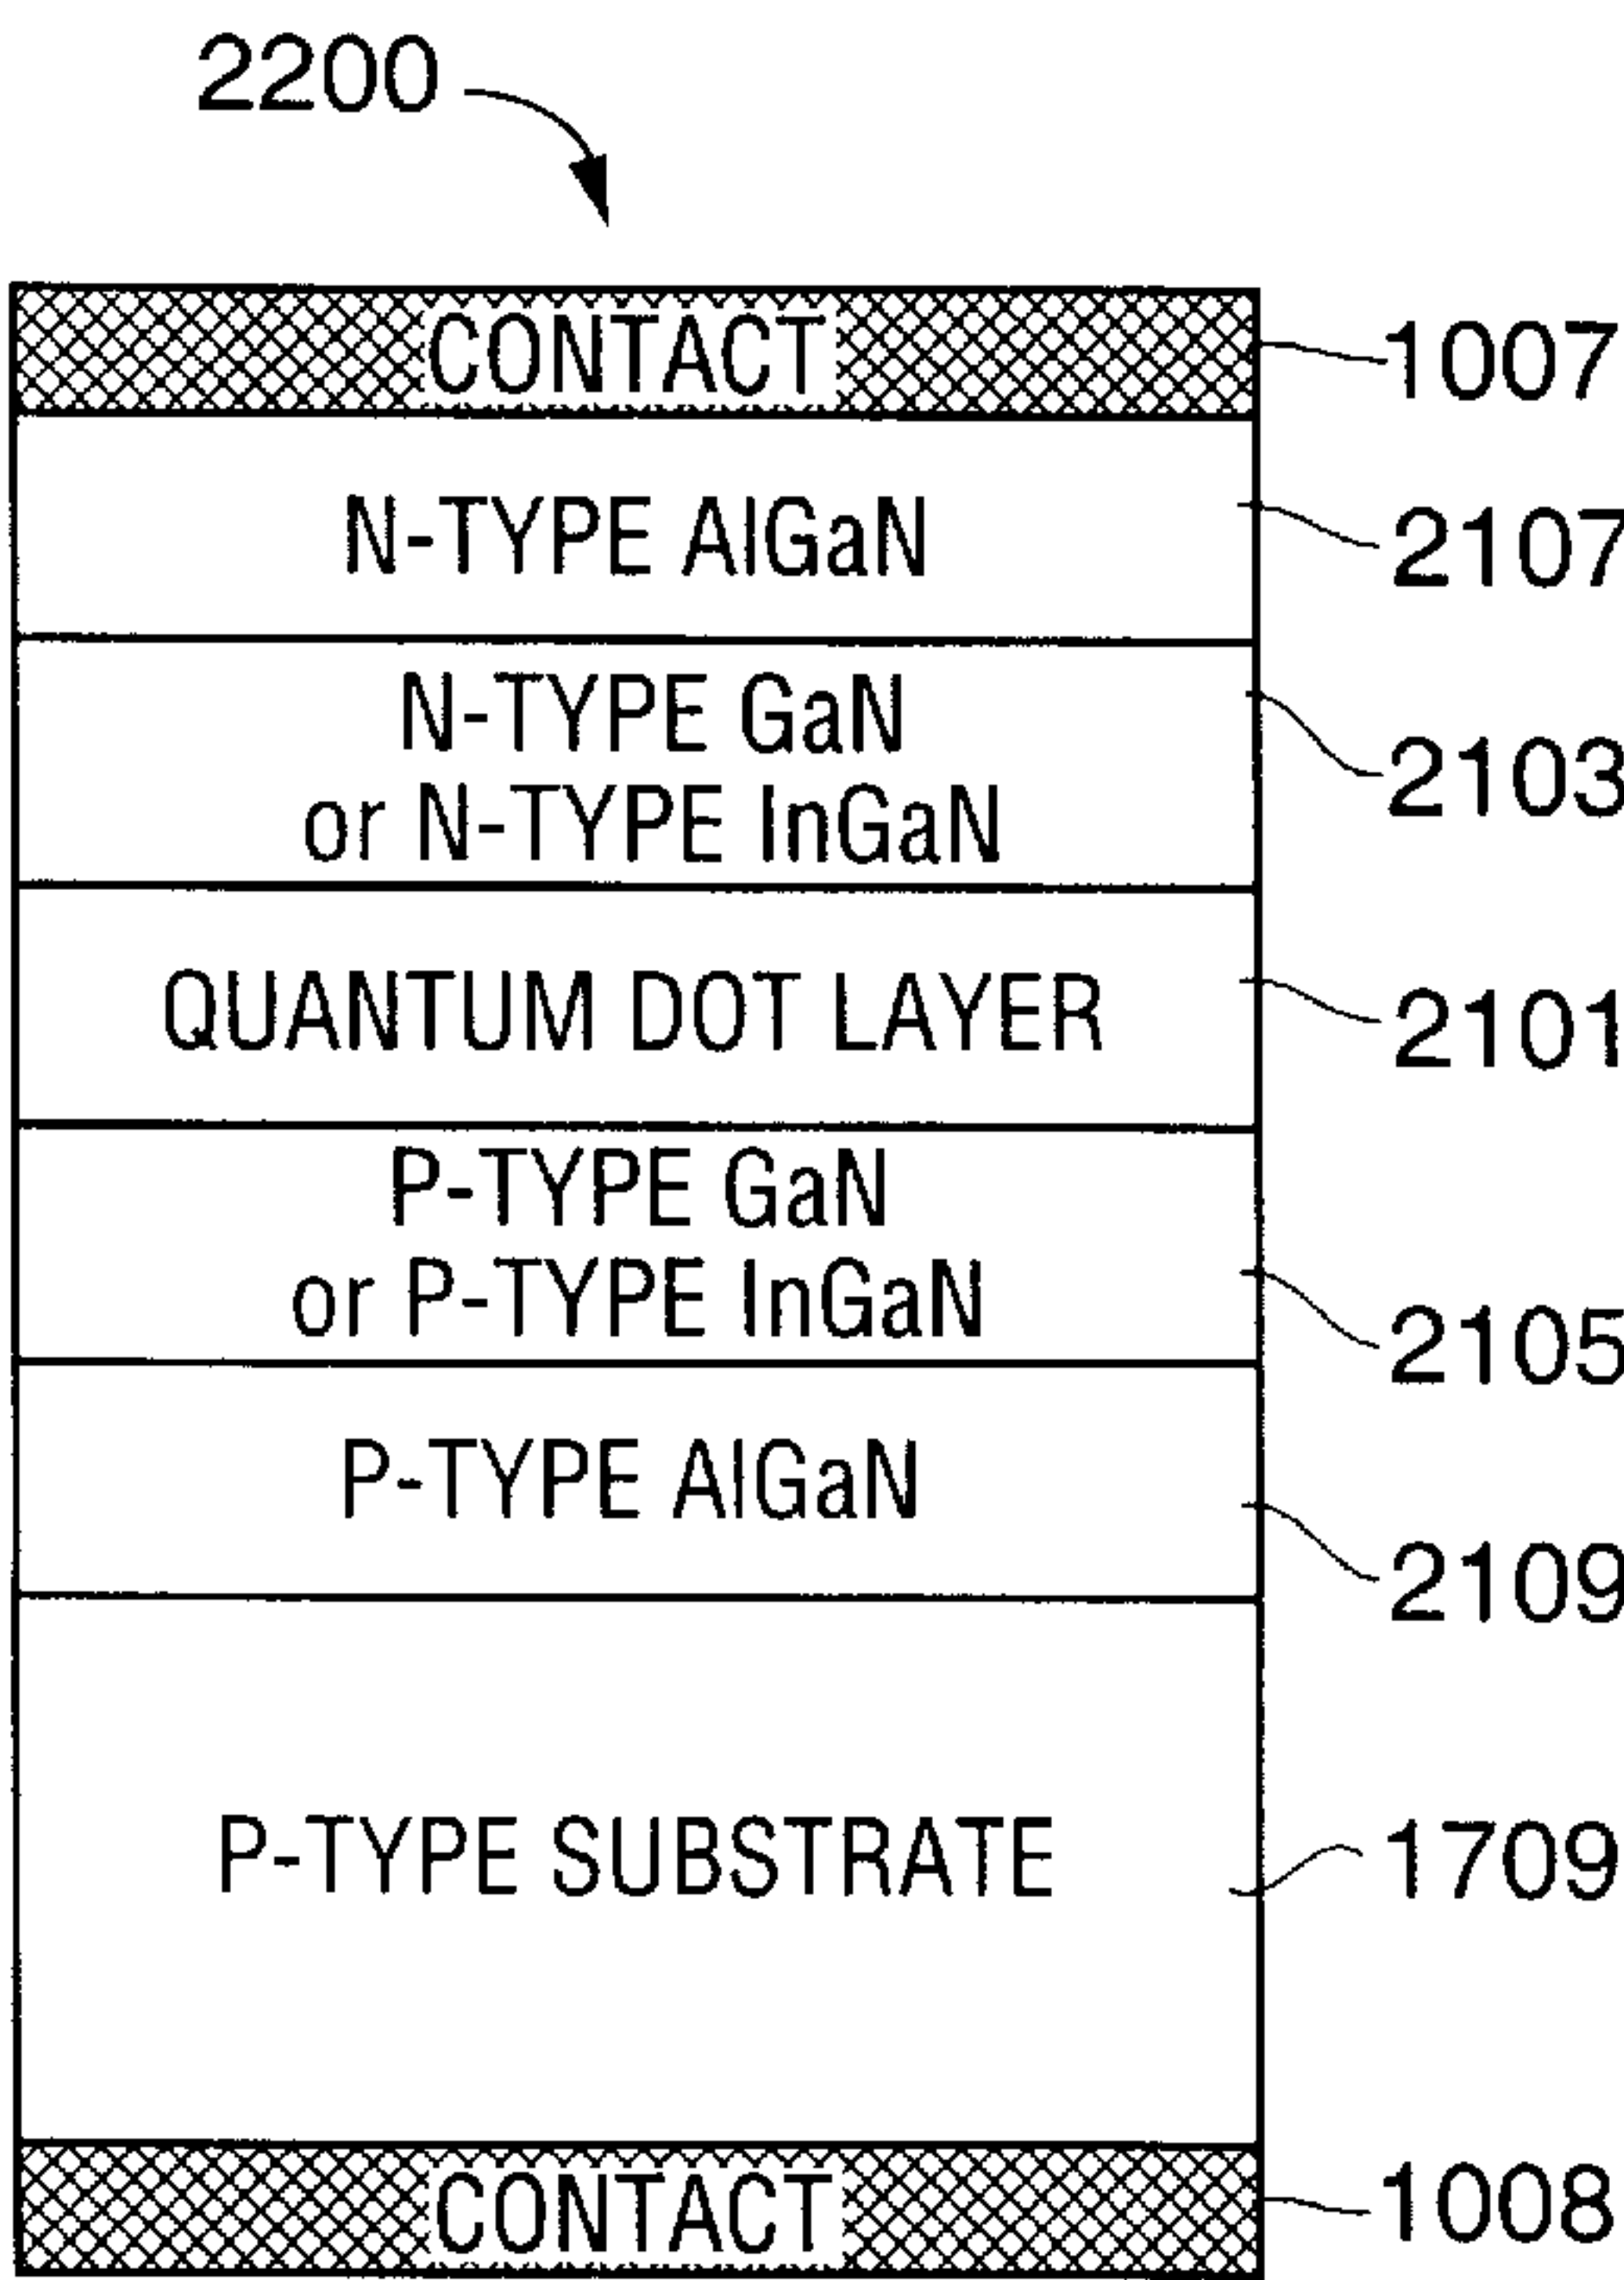 2200
CONTACT
1007
N-TYPE AlGaN
2107
N-TYPE GaN
or N-TYPE InGaN
2103
QUANTUM DOT LAYER
2101
P-TYPE GaN
or P-TYPE InGaN
2105
P-TYPE AlGaN
2109
P-TYPE SUBSTRATE
1709
CONTACT
1008